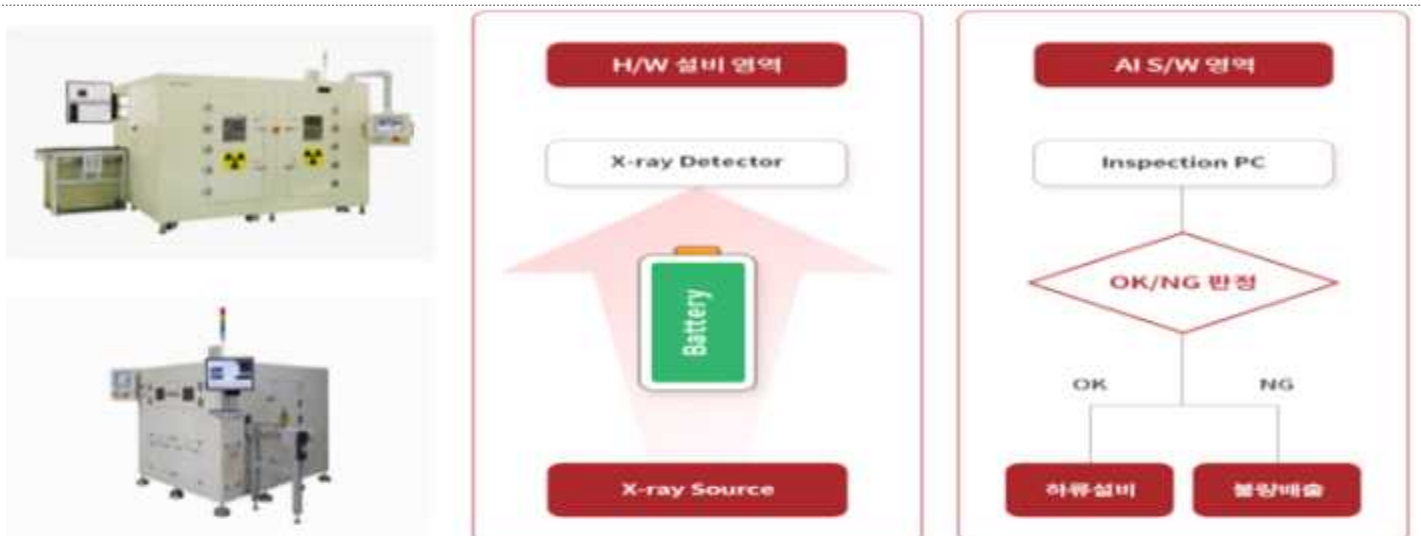 H/W 설비 영역
X-ray Detector
Battery
X-ray Source
AI S/W 영역
Inspection PC
OK/NG 판정
OK
NG
하류설비
불량배출